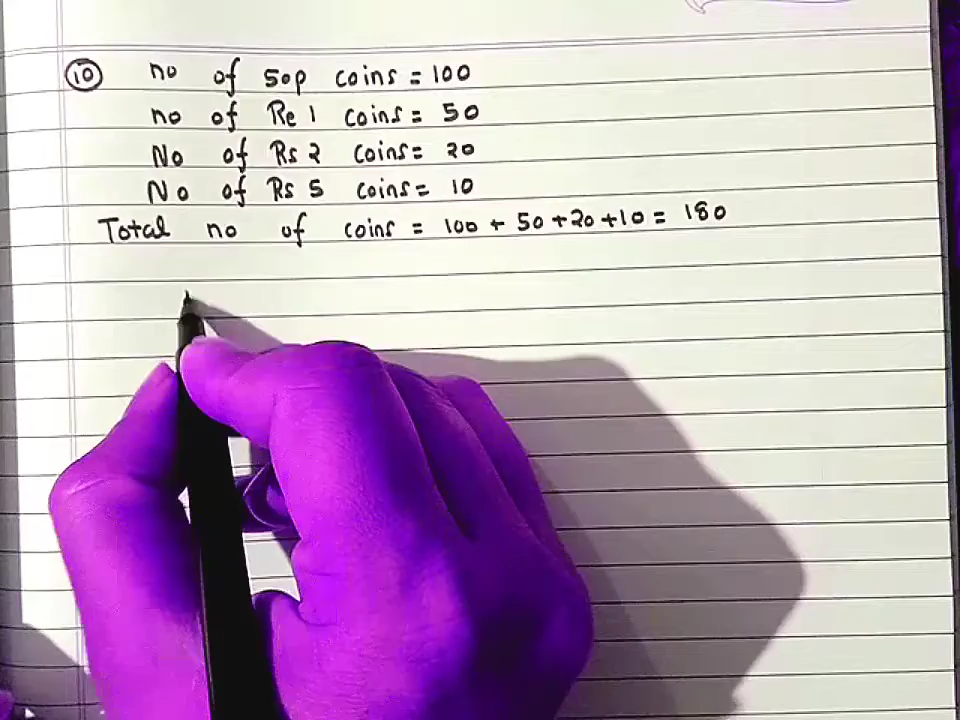 10 no of 50p coins = 100
no of Re 1 coins = 50
No of Rs 2 coins = 20
No of Rs 5 coins = 10
Total no of coins = 100 + 50 + 20 + 10 = 180